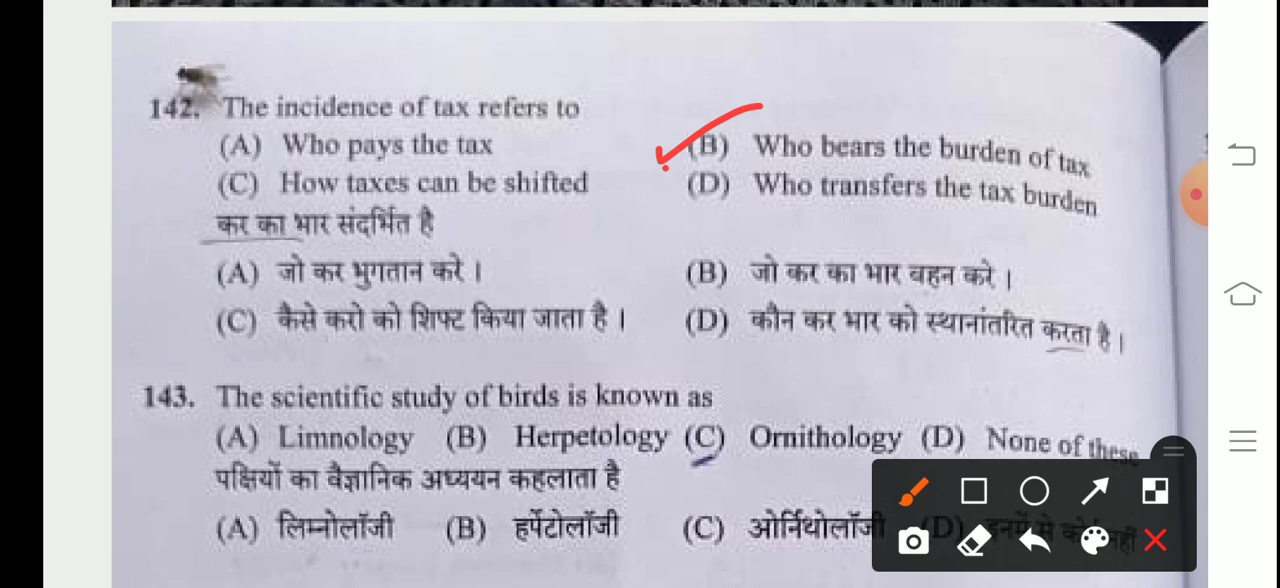 142. The incidence of tax refers to
(A) Who pays the tax (B) Who bears the burden of tax
(C) How taxes can be shifted (D) Who transfers the tax burden
कर का भार संदर्भित है
(A) जो कर भुगतान करे । (B) जो कर का भार वहन करे ।
(C) कैसे करो को शिफ्ट किया जाता है । (D) कौन कर भार को स्थानांतरित करता है ।
143. The scientific study of birds is known as
(A) Limnology (B) Herpetology (C) Ornithology (D) None of these
पक्षियों का वैज्ञानिक अध्ययन कहलाता है
(A) लिम्नोलॉजी (B) हर्पेटोलॉजी (C) ओर्निथोलॉजी (D) इनमें से कोई नहीं